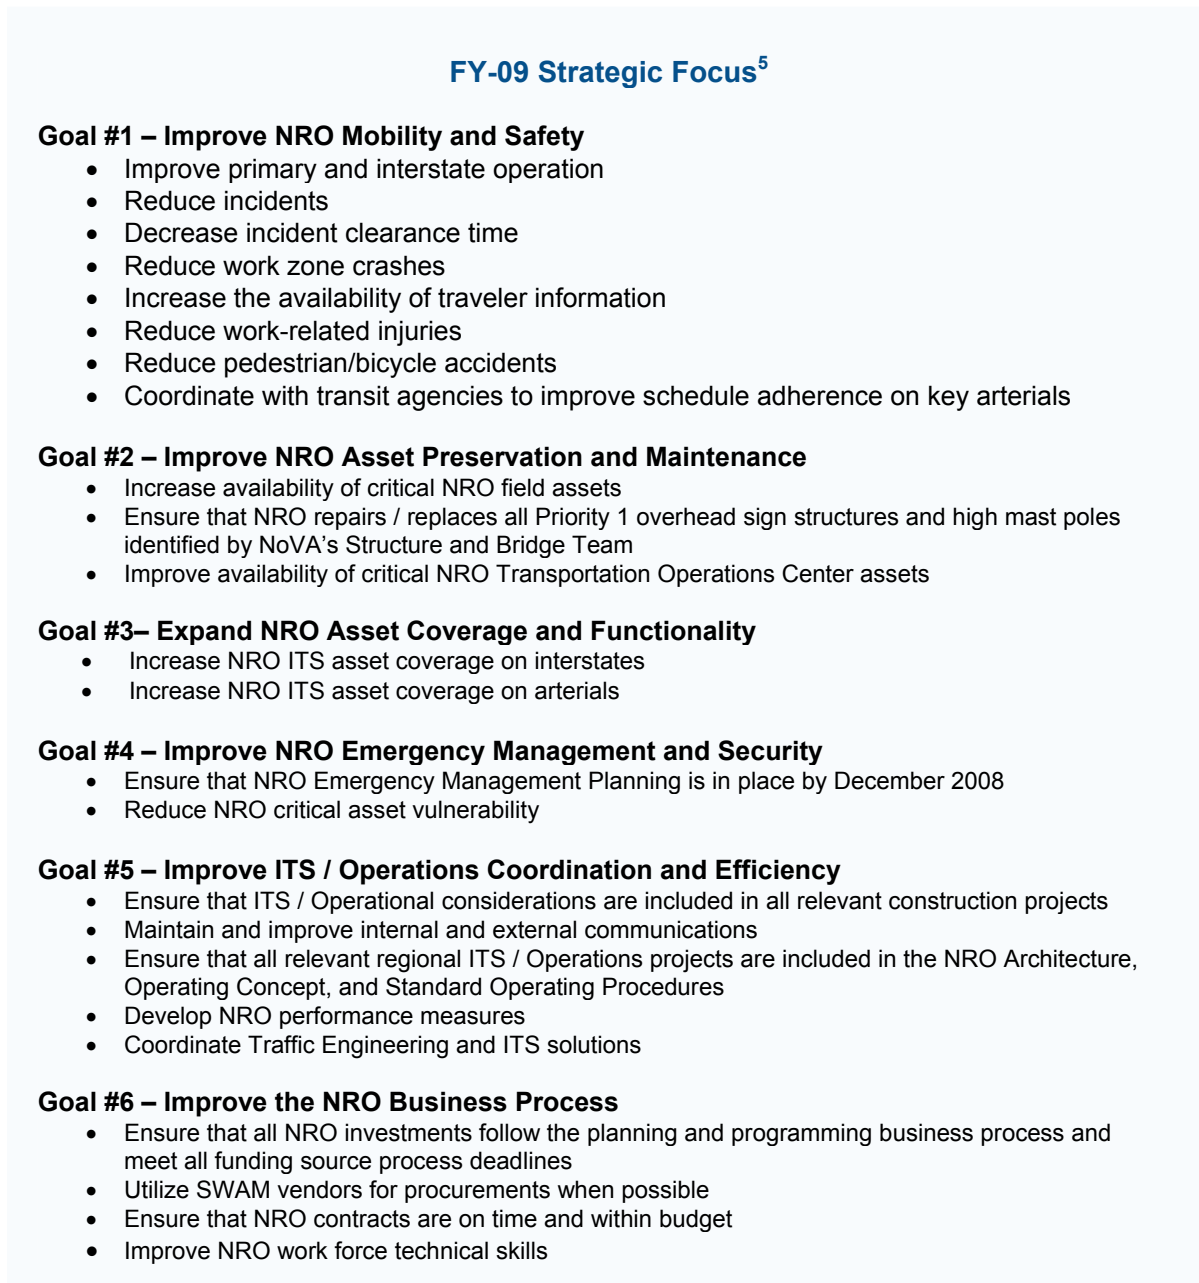 FY-09 Strategic Focus5
Goal #1 – Improve NRO Mobility and Safety
• Improve primary and interstate operation
• Reduce incidents
• Decrease incident clearance time
• Reduce work zone crashes
• Increase the availability of traveler information
• Reduce work-related injuries
• Reduce pedestrian/bicycle accidents
• Coordinate with transit agencies to improve schedule adherence on key arterials
Goal #2 – Improve NRO Asset Preservation and Maintenance
• Increase availability of critical NRO field assets
• Ensure that NRO repairs / replaces all Priority 1 overhead sign structures and high mast poles
identified by NoVA’s Structure and Bridge Team
• Improve availability of critical NRO Transportation Operations Center assets
Goal #3– Expand NRO Asset Coverage and Functionality
• Increase NRO ITS asset coverage on interstates
• Increase NRO ITS asset coverage on arterials
Goal #4 – Improve NRO Emergency Management and Security
• Ensure that NRO Emergency Management Planning is in place by December 2008
• Reduce NRO critical asset vulnerability
Goal #5 – Improve ITS / Operations Coordination and Efficiency
• Ensure that ITS / Operational considerations are included in all relevant construction projects
• Maintain and improve internal and external communications
• Ensure that all relevant regional ITS / Operations projects are included in the NRO Architecture,
Operating Concept, and Standard Operating Procedures
• Develop NRO performance measures
• Coordinate Traffic Engineering and ITS solutions
Goal #6 – Improve the NRO Business Process
• Ensure that all NRO investments follow the planning and programming business process and
meet all funding source process deadlines
• Utilize SWAM vendors for procurements when possible
• Ensure that NRO contracts are on time and within budget
• Improve NRO work force technical skills